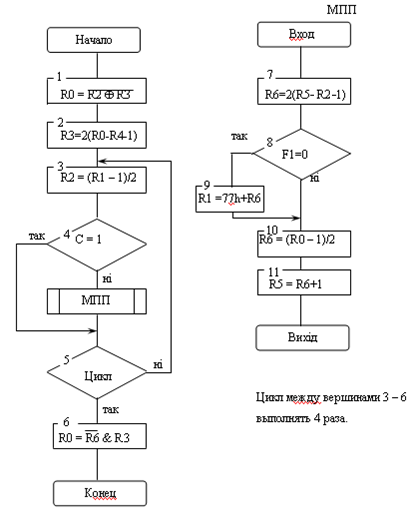 МПП
Начало
1
R0 = R2 ⊕ R3
2
R3=2(R0-R4-1)
3
R2 = (R1 – 1)/2
так
4
C = 1
ні
МПП
5
Цикл
ні
так
6
R0 = R6 & R3
Конец
Вход
7
R6=2(R5- R2-1)
так
8
F1=0
ні
9
R1 =77h+R6
10
R6 = (R0 – 1)/2
11
R5 = R6+1
Вихід
Цикл между вершинами 3 – 6
выполнять 4 раза.